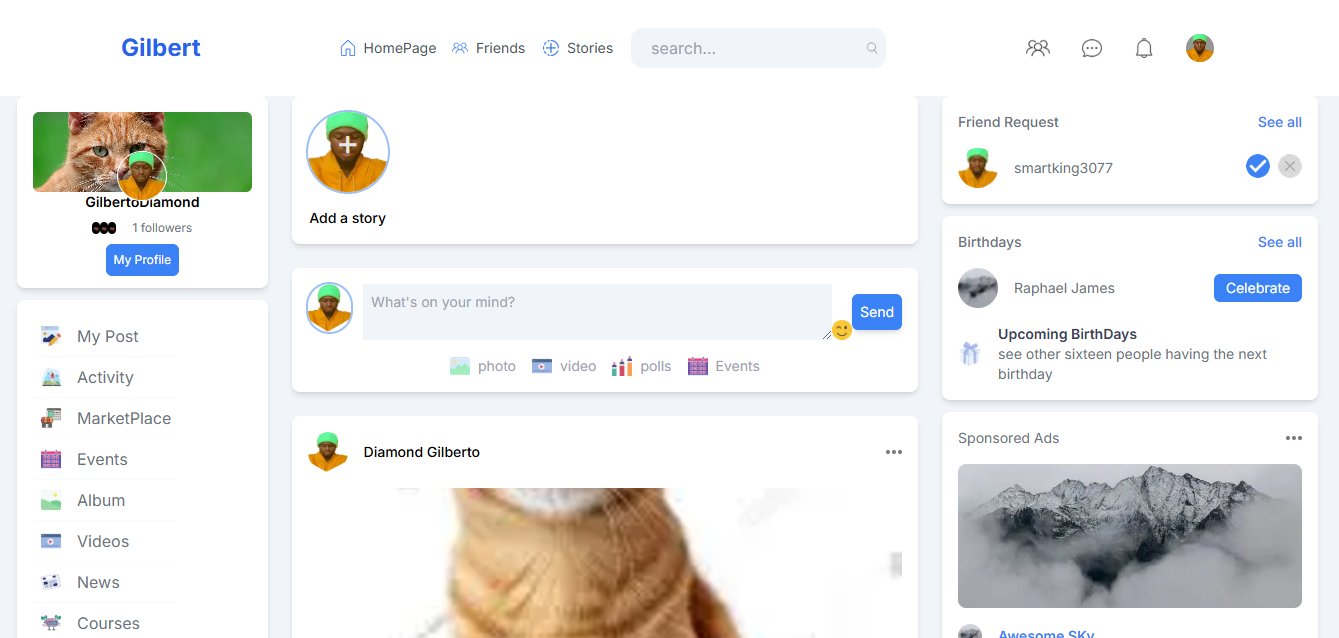 Gilbert
HomePage
Friends
Stories
search...
GilbertoDiamond
1 followers
My Profile
My Post
Activity
MarketPlace
Events
Album
Videos
News
Courses
Add a story
What's on your mind?
Send
photo
video
polls
Events
Diamond Gilberto
Friend Request
See all
smartking3077
Birthdays
See all
Raphael James
Celebrate
Upcoming BirthDays
see other sixteen people having the next
birthday
Sponsored Ads
Awesome SKy